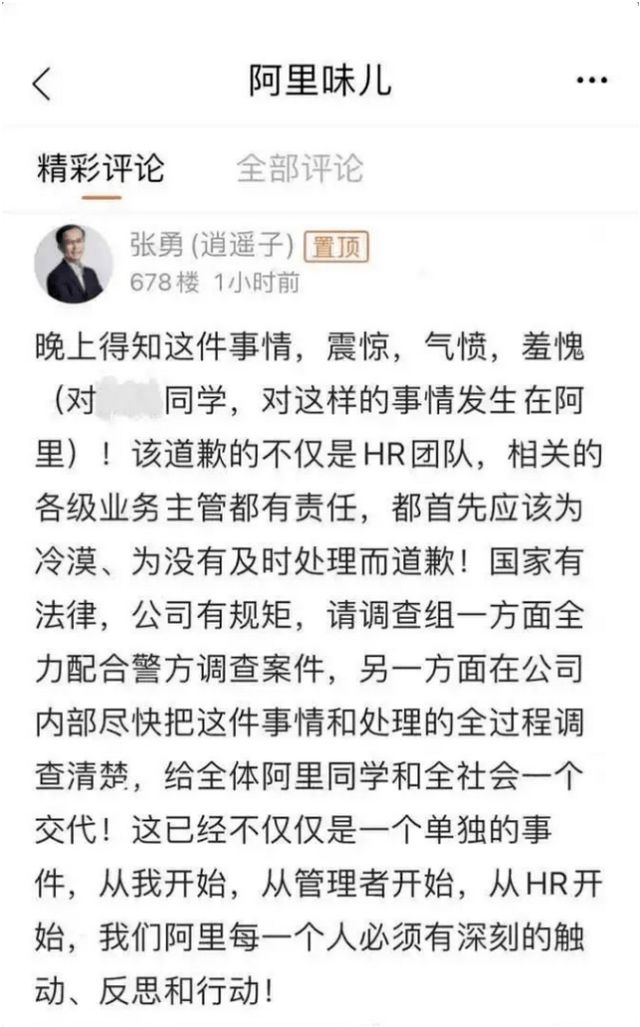 阿里味儿
精彩评论 全部评论
张勇(逍遥子) 置顶
678楼 1小时前
晚上得知这件事情，震惊，气愤，羞愧
（对同学，对这样的事情发生在阿
里）！该道歉的不仅是HR团队，相关的
各级业务主管都有责任，都首先应该为
冷漠、为没有及时处理而道歉！国家有
法律，公司有规矩，请调查组一方面全
力配合警方调查案件，另一方面在公司
内部尽快把这件事情和处理的全过程调
查清楚，给全体阿里同学和全社会一个
交代！这已经不仅仅是一个单独的事
件，从我开始，从管理者开始，从HR开
始，我们阿里每一个人必须有深刻的触
动、反思和行动！